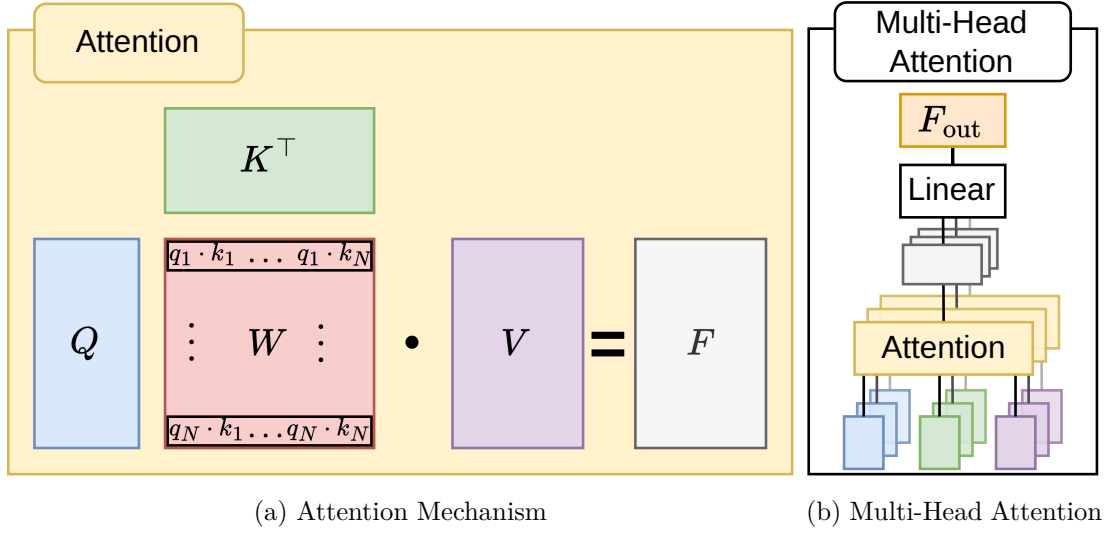 Attention
K^⊤
q_1 · k_1 … q_1 · k_N
Q ⋮ W ⋮ · V = F
q_N · k_1 … q_N · k_N
(a) Attention Mechanism
Multi-Head
Attention
F_out
Linear
Attention
(b) Multi-Head Attention